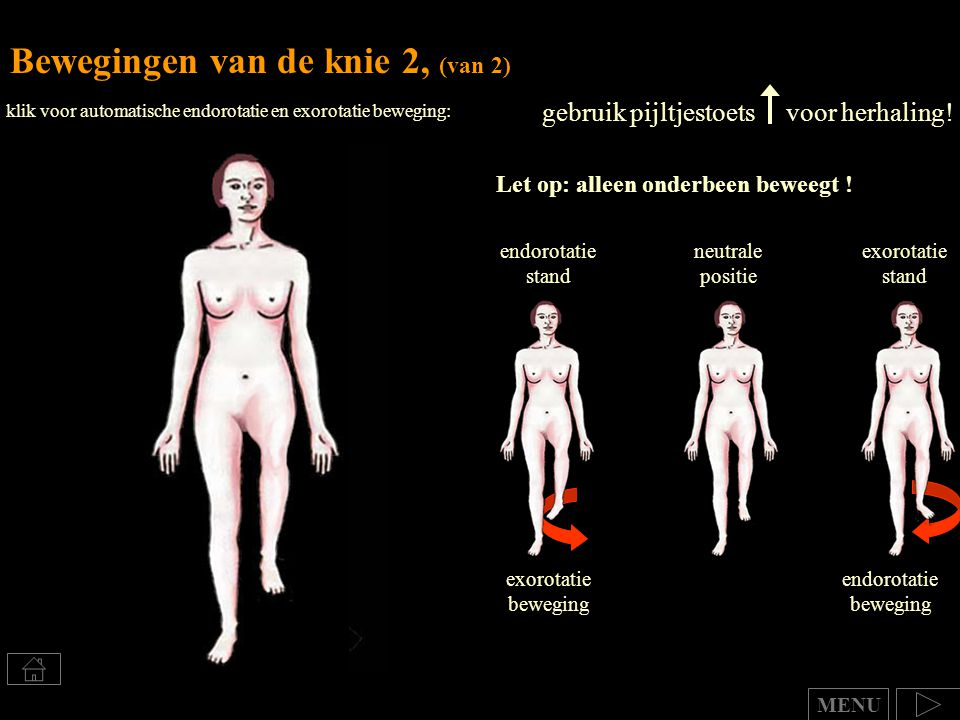 Bewegingen van de knie 2, (van 2)
klik voor automatische endorotatie en exorotatie beweging:
gebruik pijltjestoets voor herhaling!
Let op: alleen onderbeen beweegt !
endorotatie
stand
neutrale
positie
exorotatie
stand
exorotatie
beweging
endorotatie
beweging
MENU